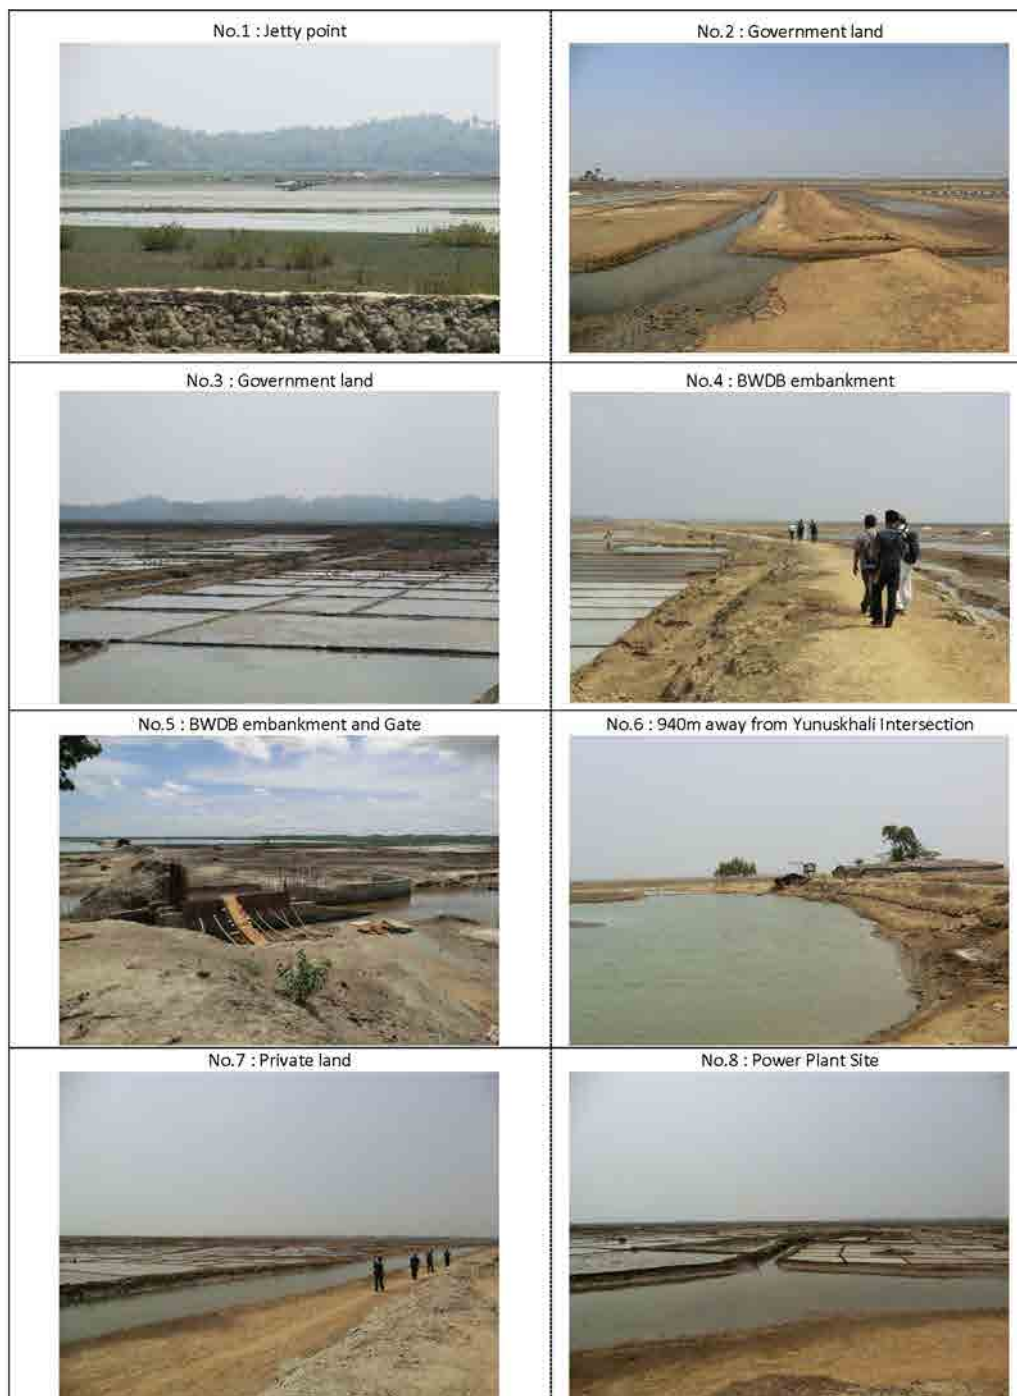 No.1 : Jetty point
No.2 : Government land
No.3 : Government land
No.4 : BWDB embankment
No.5 : BWDB embankment and Gate
No.6 : 940m away from Yunuskhali Intersection
No.7 : Private land
No.8 : Power Plant Site